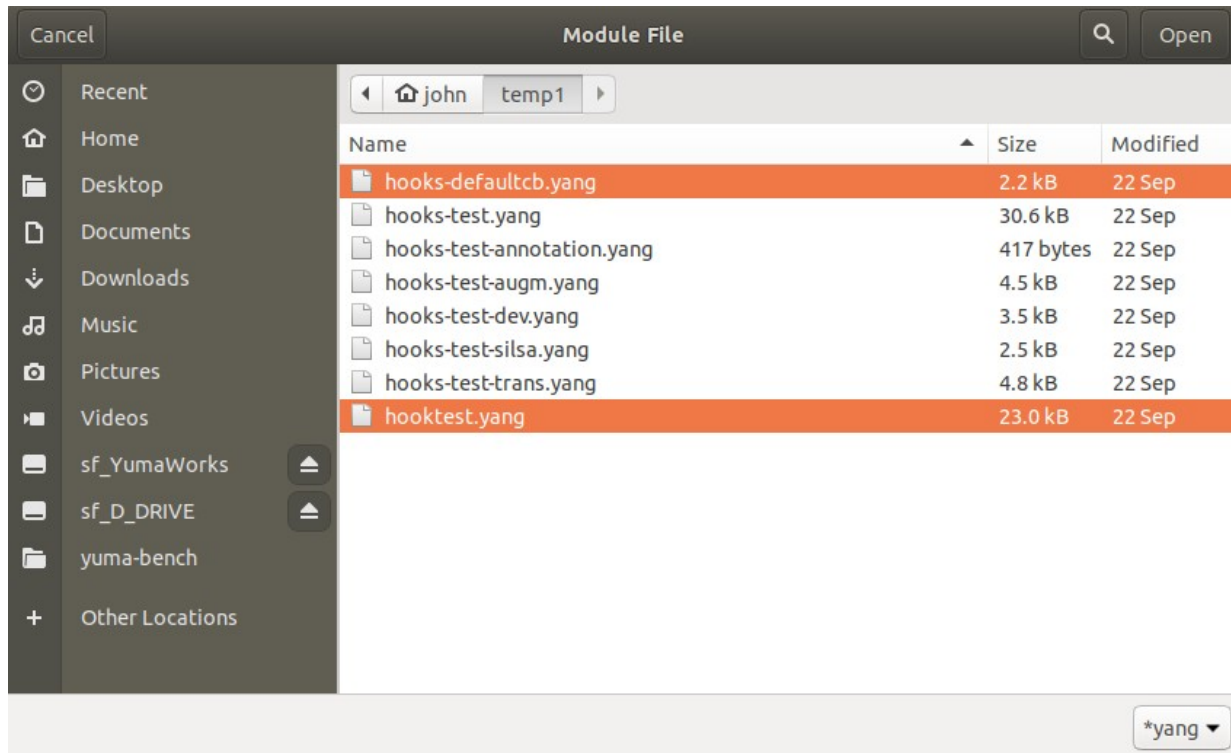 Cancel Module File Open
Recent
Home
Desktop
Documents
Downloads
Music
Pictures
Videos
sf_YumaWorks
sf_D_DRIVE
yuma-bench
+ Other Locations
john temp1
Name Size Modified
hooks-defaultcb.yang 2.2 kB 22 Sep
hooks-test.yang 30.6 kB 22 Sep
hooks-test-annotation.yang 417 bytes 22 Sep
hooks-test-augm.yang 4.5 kB 22 Sep
hooks-test-dev.yang 3.5 kB 22 Sep
hooks-test-silsa.yang 2.5 kB 22 Sep
hooks-test-trans.yang 4.8 kB 22 Sep
hooktest.yang 23.0 kB 22 Sep
*yang